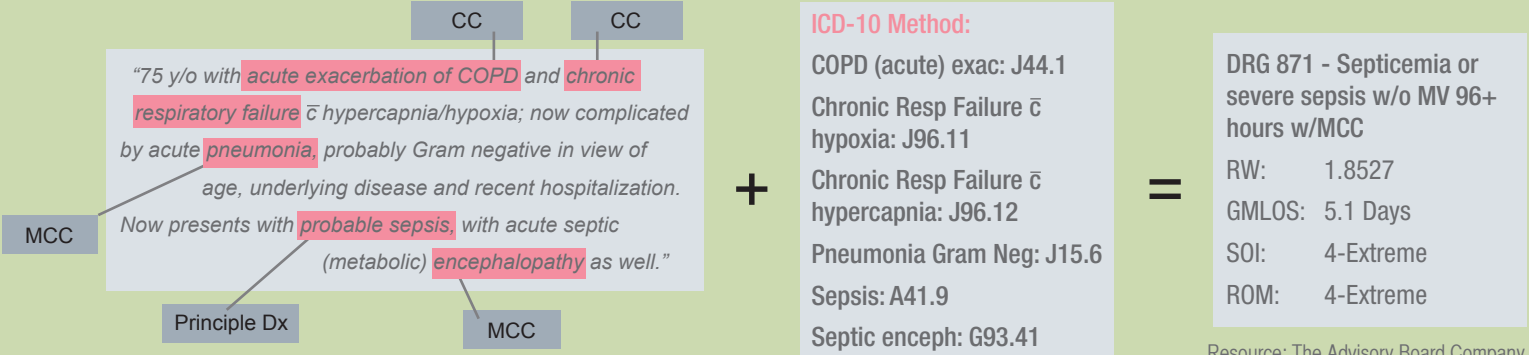 CC
CC
"75 y/o with acute exacerbation of COPD and chronic
respiratory failure c̅ hypercapnia/hypoxia; now complicated
by acute pneumonia, probably Gram negative in view of
age, underlying disease and recent hospitalization.
Now presents with probable sepsis, with acute septic
(metabolic) encephalopathy as well."
MCC
Principle Dx
MCC
+
ICD-10 Method:
COPD (acute) exac: J44.1
Chronic Resp Failure c̅
hypoxia: J96.11
Chronic Resp Failure c̅
hypercapnia: J96.12
Pneumonia Gram Neg: J15.6
Sepsis: A41.9
Septic enceph: G93.41
=
DRG 871 - Septicemia or
severe sepsis w/o MV 96+
hours w/MCC
RW: 1.8527
GMLOS: 5.1 Days
SOI: 4-Extreme
ROM: 4-Extreme
Resource: The Advisory Board Company